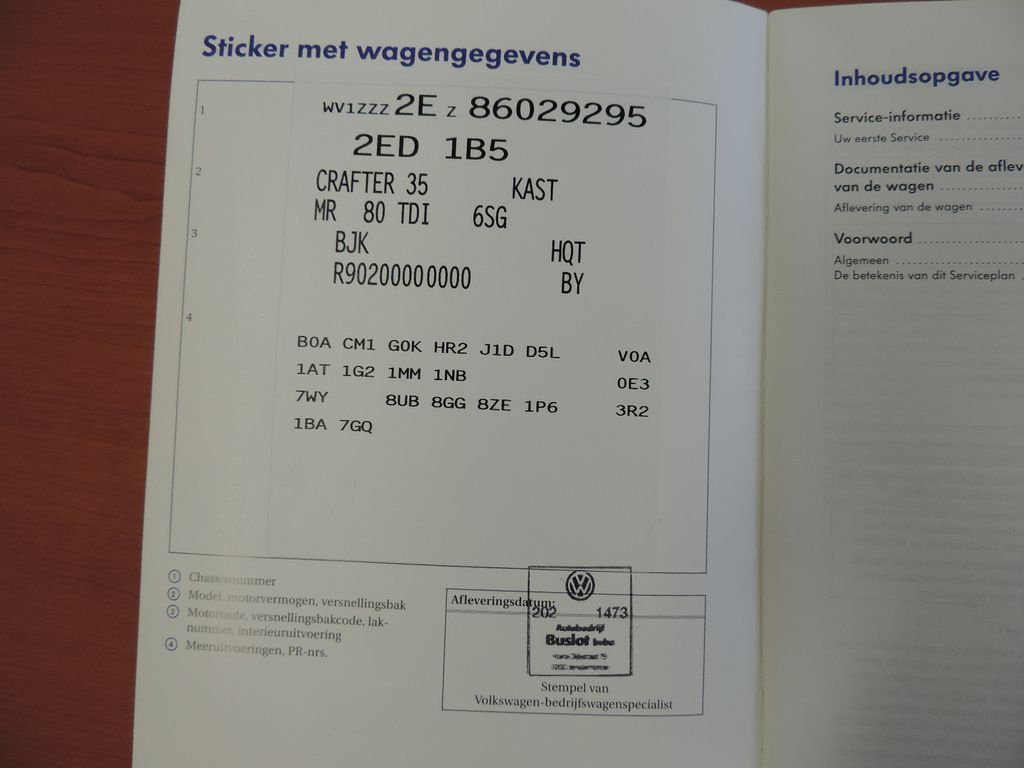 Sticker met wagengegevens
1
WV1ZZZ 2E Z 86029295
2ED 1B5
2
CRAFTER 35 KAST
MR 80 TDI 6SG
3
BJK HQT
R90200000000 BY
4
B0A CM1 G0K HR2 J1D D5L V0A
1AT 1G2 1MM 1NB 0E3
7WY 8UB 8GG 8ZE 1P6 3R2
1BA 7GQ
1 Chassisnummer
2 Model, motorvermogen, versnellingsbak
3 Motorcode, versnellingsbakcode, lak-
nummer, interieuruitvoering
4 Meeruitvoeringen, PR-nrs.
Afleveringsdatum:
202 1473
Autobedrijf
Buslot bvba
Stempel van
Volkswagen-bedrijfswagenspecialist
Inhoudsopgave
Service-informatie
Uw eerste Service
Documentatie van de aflev
van de wagen
Aflevering van de wagen
Voorwoord
Algemeen
De betekenis van dit Serviceplan